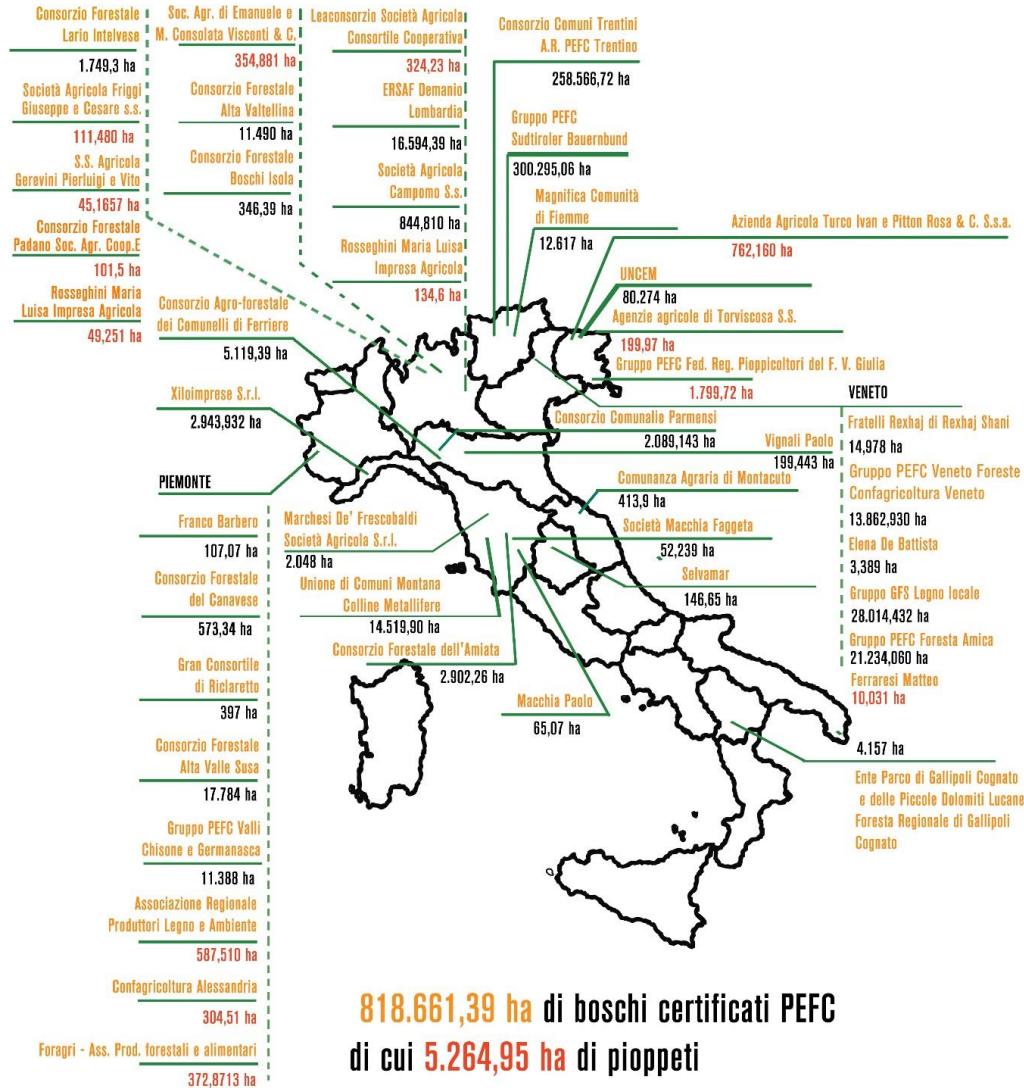 Consorzio Forestale
Lario Intelvese
1.749,3 ha
Società Agricola Friggi
Giuseppe e Cesare s.s.
111,480 ha
S.S. Agricola
Gerevini Pierluigi e Vito
45,1657 ha
Consorzio Forestale
Padano Soc. Agr. Coop.E
101,5 ha
Rosseghini Maria
Luisa Impresa Agricola
49,251 ha
Soc. Agr. di Emanuele e
M. Consolata Visconti & C.
354,881 ha
Consorzio Forestale
Alta Valtellina
11.490 ha
Consorzio Forestale
Boschi Isola
346,39 ha
Leaconsorzio Società Agricola
Consortile Cooperativa
324,23 ha
ERSAF Demanio
Lombardia
16.594,39 ha
Società Agricola
Campomo S.s.
844,810 ha
Rosseghini Maria Luisa
Impresa Agricola
134,6 ha
Consorzio Comuni Trentini
A.R. PEFC Trentino
258.566,72 ha
Gruppo PEFC
Sudtiroler Bauernbund
300.295,06 ha
Magnifica Comunità
di Fiemme
12.617 ha
Azienda Agricola Turco Ivan e Pitton Rosa & C. S.s.a.
762,160 ha
UNCEM
80.274 ha
Agenzie agricole di Torviscosa S.S.
199,97 ha
Gruppo PEFC Fed. Reg. Pioppicoltori del F. V. Giulia
1.799,72 ha
Consorzio Agro-forestale
dei Comunelli di Ferriere
5.119,39 ha
Xiloimprese S.r.l.
2.943,932 ha
Consorzio Comunalie Parmensi
2.089,143 ha
Vignali Paolo
199,443 ha
Comunanza Agraria di Montacuto
413,9 ha
Società Macchia Faggeta
52,239 ha
Selvamar
146,65 ha
VENETO
Fratelli Rexhaj di Rexhaj Shani
14,978 ha
Gruppo PEFC Veneto Foreste
Confagricoltura Veneto
13.862,930 ha
Elena De Battista
3,389 ha
Gruppo GFS Legno locale
28.014,432 ha
Gruppo PEFC Foresta Amica
21.234,060 ha
Ferraresi Matteo
10,031 ha
PIEMONTE
Franco Barbero
107,07 ha
Consorzio Forestale
del Canavese
573,34 ha
Gran Consortile
di Riclaretto
397 ha
Consorzio Forestale
Alta Valle Susa
17.784 ha
Gruppo PEFC Valli
Chisone e Germanasca
11.388 ha
Associazione Regionale
Produttori Legno e Ambiente
587,510 ha
Confagricoltura Alessandria
304,51 ha
Foragri - Ass. Prod. forestali e alimentari
372,8713 ha
Marchesi De' Frescobaldi
Società Agricola S.r.l.
2.048 ha
Unione di Comuni Montana
Colline Metallifere
14.519,90 ha
Consorzio Forestale dell'Amiata
2.902,26 ha
Macchia Paolo
65,07 ha
4.157 ha
Ente Parco di Gallipoli Cognato
e delle Piccole Dolomiti Lucane
Foresta Regionale di Gallipoli
Cognato
818.661,39 ha di boschi certificati PEFC
di cui 5.264,95 ha di pioppeti